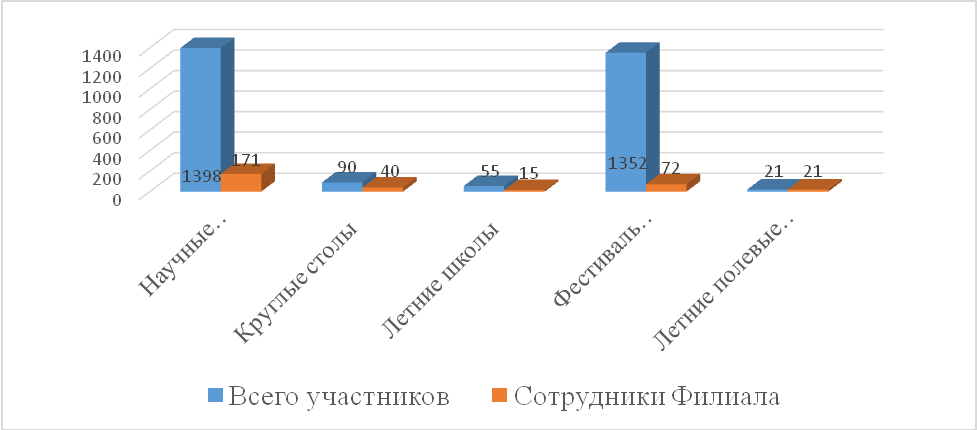 1400
1200
1000
800
600
400
200
0
1398
171
90
40
55
15
1352
72
21
21
Научные..
Круглые столы
Летние школы
Фестиваль..
Летние полевые..
Всего участников
Сотрудники Филиала